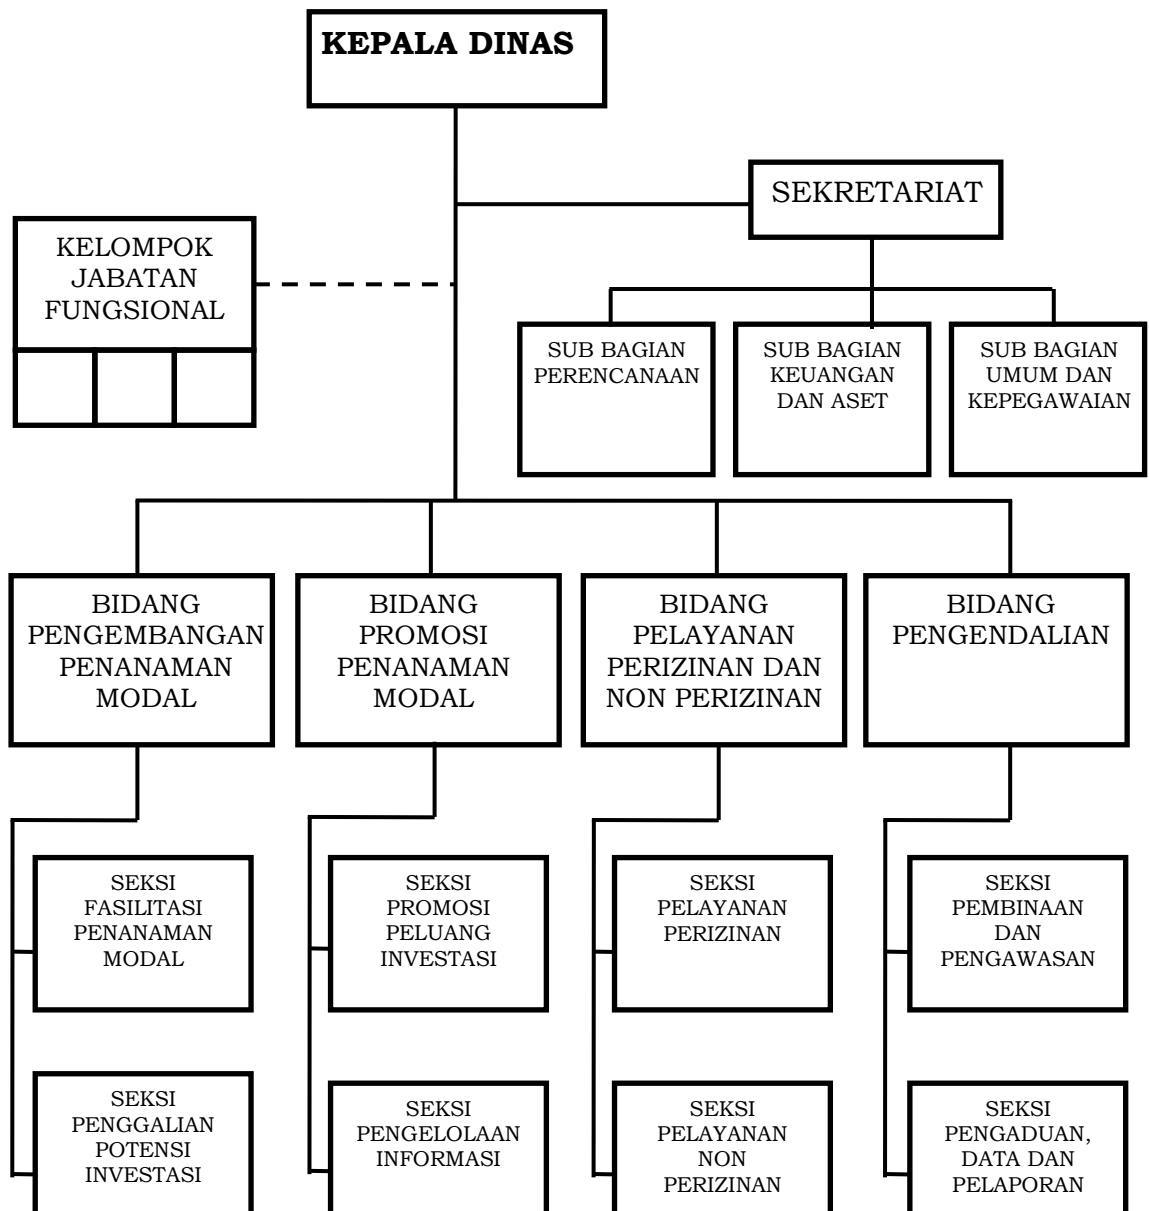 KEPALA DINAS
SEKRETARIAT
KELOMPOK
JABATAN
FUNGSIONAL
SUB BAGIAN
PERENCANAAN
SUB BAGIAN
KEUANGAN
DAN ASET
SUB BAGIAN
UMUM DAN
KEPEGAWAIAN
BIDANG
PENGEMBANGAN
PENANAMAN
MODAL
BIDANG
PROMOSI
PENANAMAN
MODAL
BIDANG
PELAYANAN
PERIZINAN DAN
NON PERIZINAN
BIDANG
PENGENDALIAN
SEKSI
FASILITASI
PENANAMAN
MODAL
SEKSI
PROMOSI
PELUANG
INVESTASI
SEKSI
PELAYANAN
PERIZINAN
SEKSI
PEMBINAAN
DAN
PENGAWASAN
SEKSI
PENGGALIAN
POTENSI
INVESTASI
SEKSI
PENGELOLAAN
INFORMASI
SEKSI
PELAYANAN
NON
PERIZINAN
SEKSI
PENGADUAN,
DATA DAN
PELAPORAN